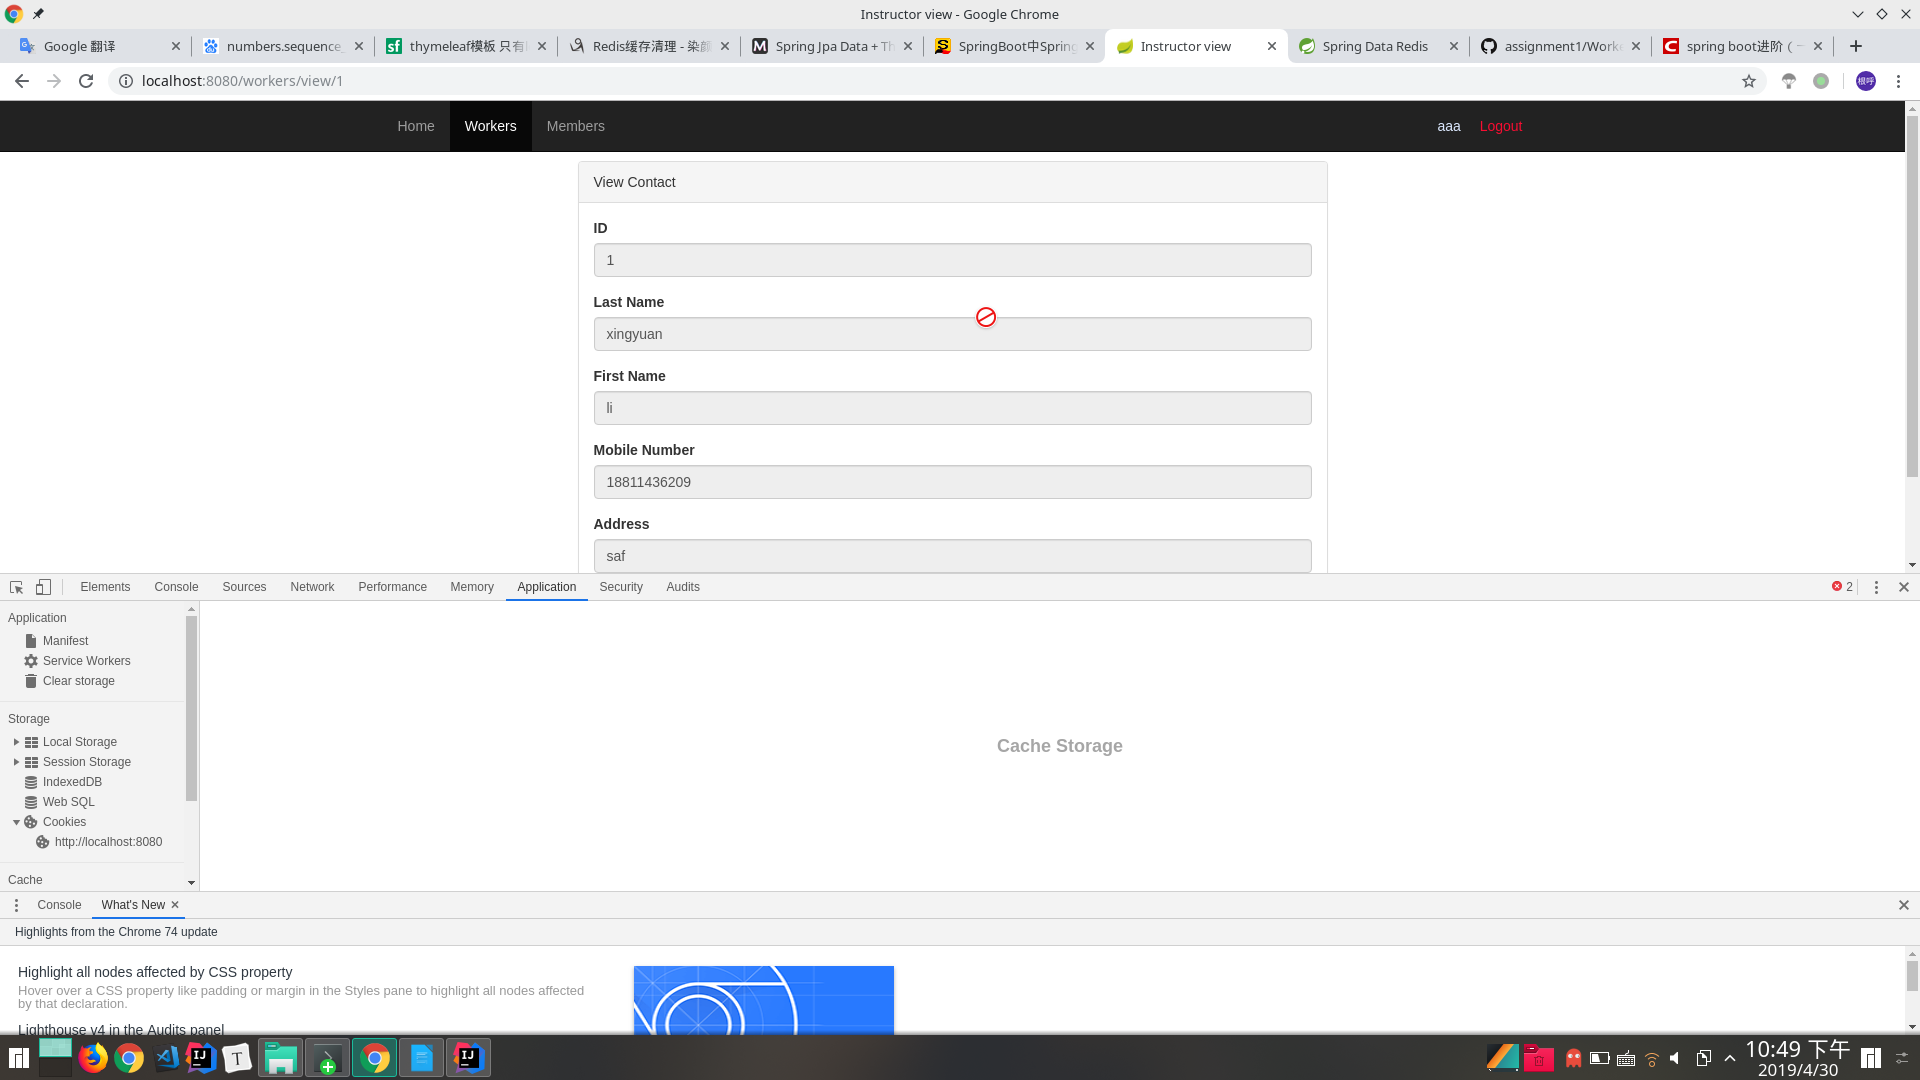 Instructor view - Google Chrome
Google 翻译
numbers.sequence
thymeleaf模板 只有
Redis缓存清理 - 染颜
Spring Jpa Data + Th
SpringBoot中Spring
Instructor view
Spring Data Redis
assignment1/Worke
spring boot进阶 ( 一
localhost:8080/workers/view/1
Home
Workers
Members
aaa
Logout
View Contact
ID
1
Last Name
xingyuan
First Name
li
Mobile Number
18811436209
Address
saf
Elements
Console
Sources
Network
Performance
Memory
Application
Security
Audits
2
Application
Manifest
Service Workers
Clear storage
Storage
Local Storage
Session Storage
IndexedDB
Web SQL
Cookies
http://localhost:8080
Cache
Cache Storage
Console
What's New
Highlights from the Chrome 74 update
Highlight all nodes affected by CSS property
Hover over a CSS property like padding or margin in the Styles pane to highlight all nodes affected
by that declaration.
Lighthouse v4 in the Audits panel
IJ
T
IJ
10:49 下午
2019/4/30